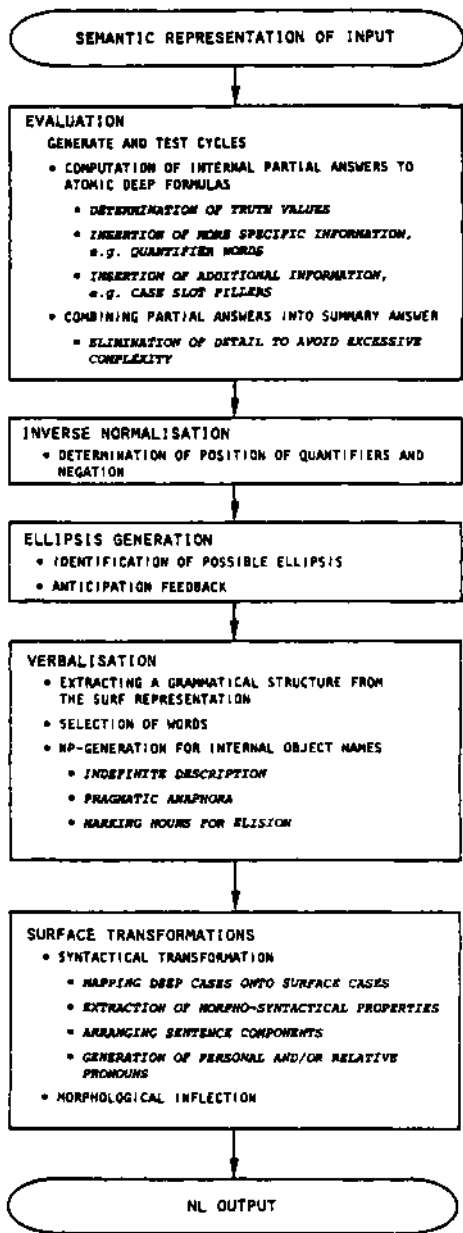 SEMANTIC REPRESENTATION OF INPUT
EVALUATION
GENERATE AND TEST CYCLES
• COMPUTATION OF INTERNAL PARTIAL ANSWERS TO
ATOMIC DEEP FORMULAS
• DETERMINATION OF TRUTH VALUES
• INSERTION OF MORE SPECIFIC INFORMATION,
e.g. QUANTIFIER WORDS
• INSERTION OF ADDITIONAL INFORMATION,
e.g. CASE SLOT FILLERS
• COMBINING PARTIAL ANSWERS INTO SUMMARY ANSWER
• ELIMINATION OF DETAIL TO AVOID EXCESSIVE
COMPLEXITY
INVERSE NORMALISATION
• DETERMINATION OF POSITION OF QUANTIFIERS AND
NEGATION
ELLIPSIS GENERATION
• IDENTIFICATION OF POSSIBLE ELLIPSIS
• ANTICIPATION FEEDBACK
VERBALISATION
• EXTRACTING A GRAMMATICAL STRUCTURE FROM
THE SURF REPRESENTATION
• SELECTION OF WORDS
• NP-GENERATION FOR INTERNAL OBJECT NAMES
• INDEFINITE DESCRIPTION
• PRAGMATIC ANAPHORA
• MARKING NOUNS FOR ELISION
SURFACE TRANSFORMATIONS
• SYNTACTICAL TRANSFORMATION
• MAPPING DEEP CASES ONTO SURFACE CASES
• EXTRACTION OF MORPHO-SYNTACTICAL PROPERTIES
• ARRANGING SENTENCE COMPONENTS
• GENERATION OF PERSONAL AND/OR RELATIVE
PRONOUNS
• MORPHOLOGICAL INFLECTION
NL OUTPUT